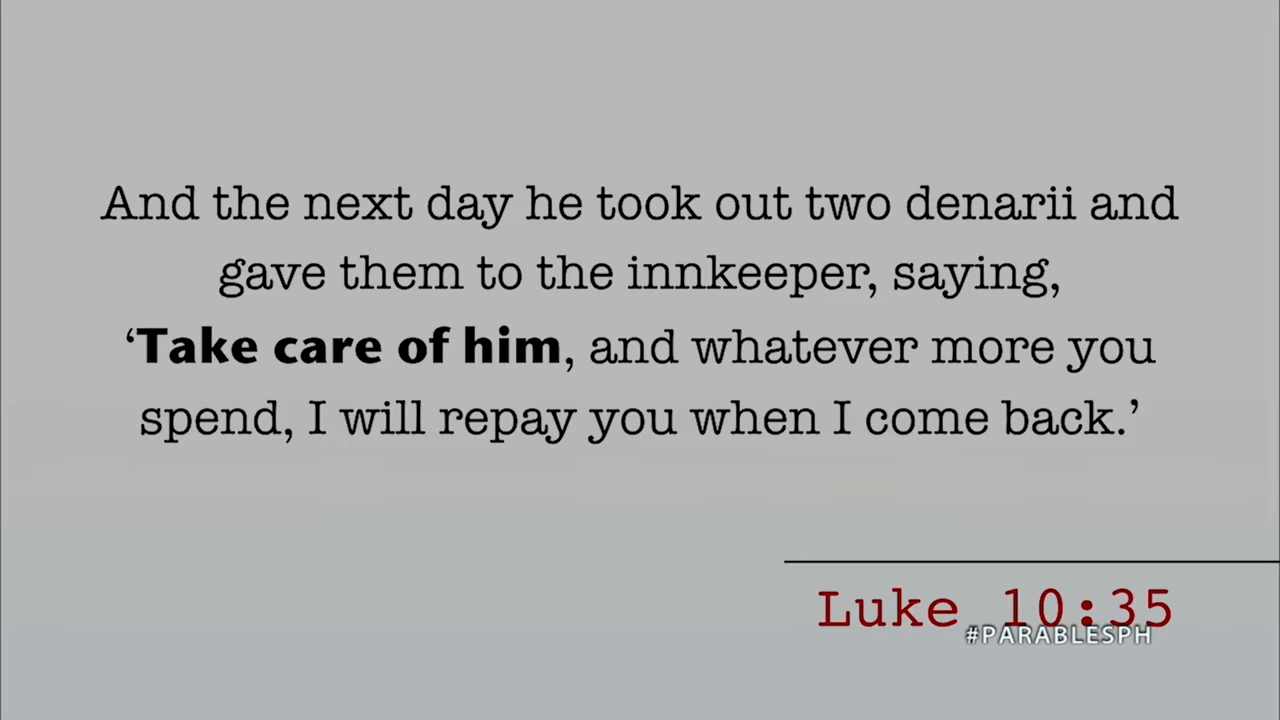 And the next day he took out two denarii and
gave them to the innkeeper, saying,
‘Take care of him, and whatever more you
spend, I will repay you when I come back.’
Luke 10:35
#PARABLESPH